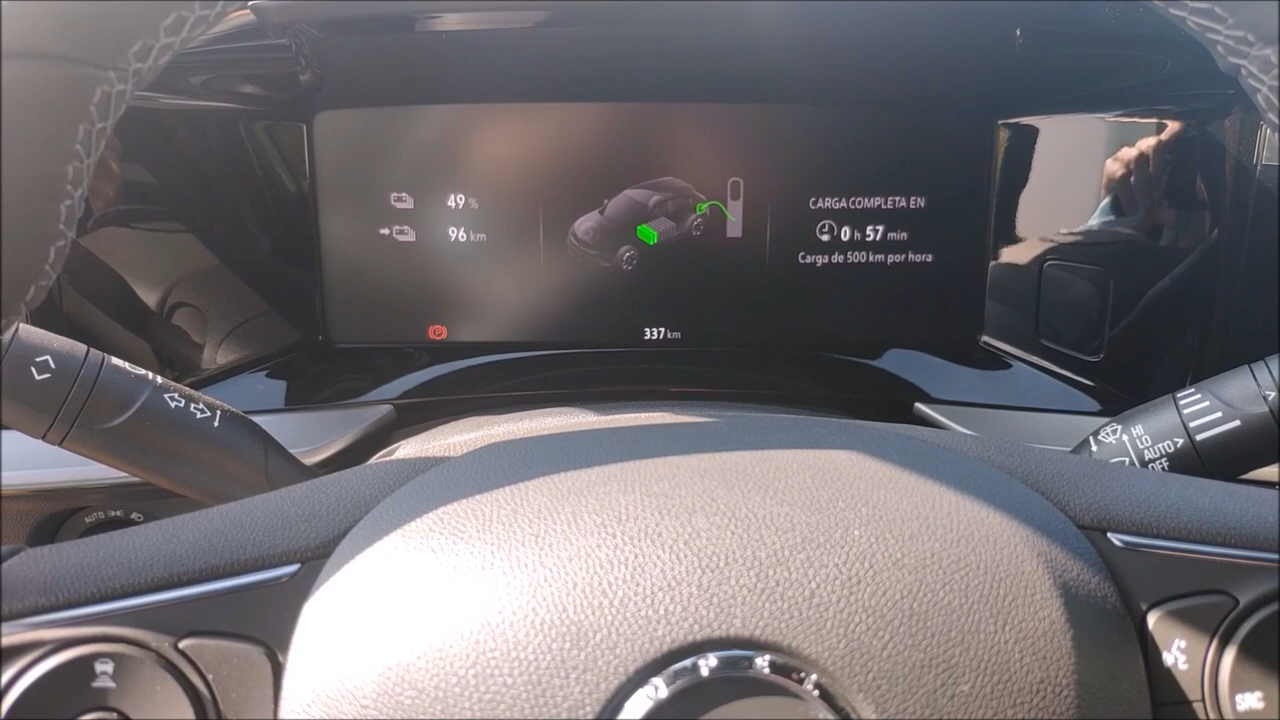 49 %
96 km
CARGA COMPLETA EN
0 h 57 min
Carga de 500 km por hora
P
337 km
HI
LO
AUTO
OFF
AUTO
SRC